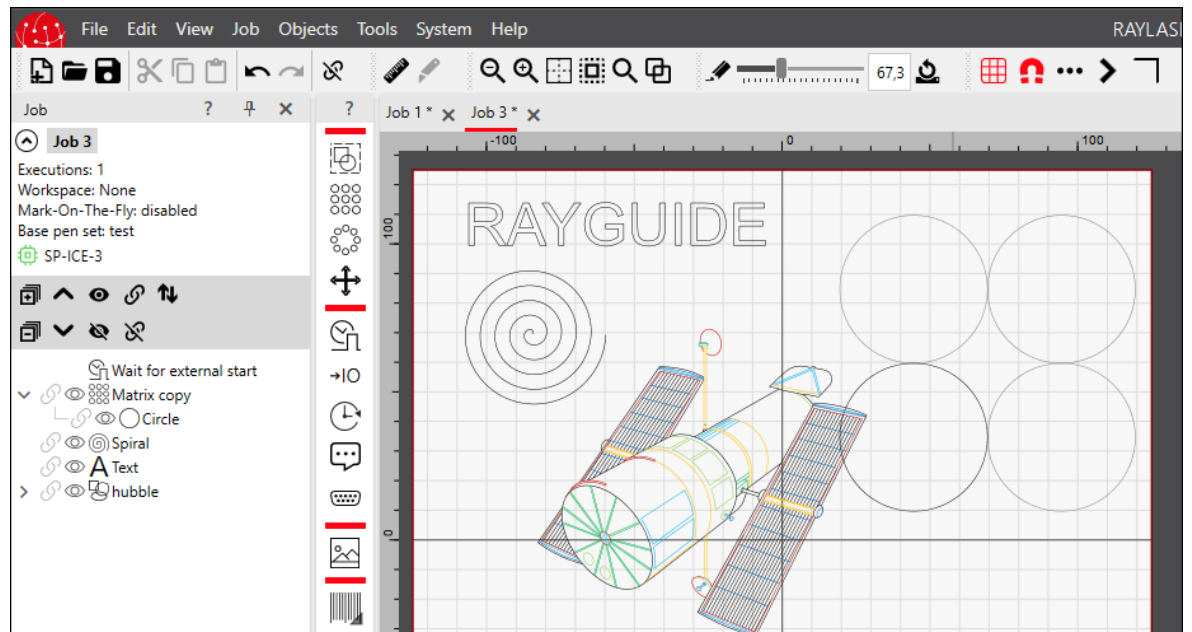 File Edit View Job Objects Tools System Help RAYLASE
67,3
Job ? ?
Job 1 * Job 3 *
Job 3
Executions: 1
Workspace: None
Mark-On-The-Fly: disabled
Base pen set: test
SP-ICE-3
-100 0 100
100
0
RAYGUIDE
Wait for external start
Matrix copy
Circle
Spiral
A Text
hubble
→IO